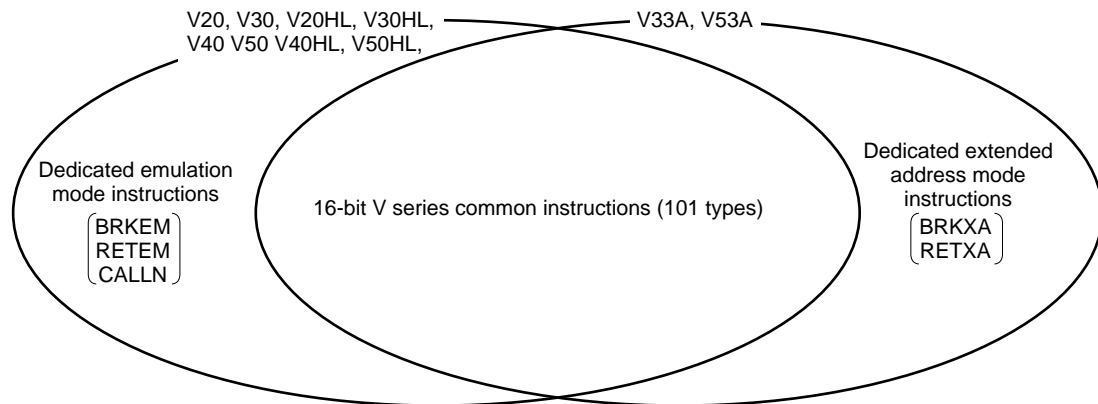 V20, V30, V20HL, V30HL,
V40 V50 V40HL, V50HL,
V33A, V53A
Dedicated emulation
mode instructions
BRKEM
RETEM
CALLN
16-bit V series common instructions (101 types)
Dedicated extended
address mode
instructions
BRKXA
RETXA